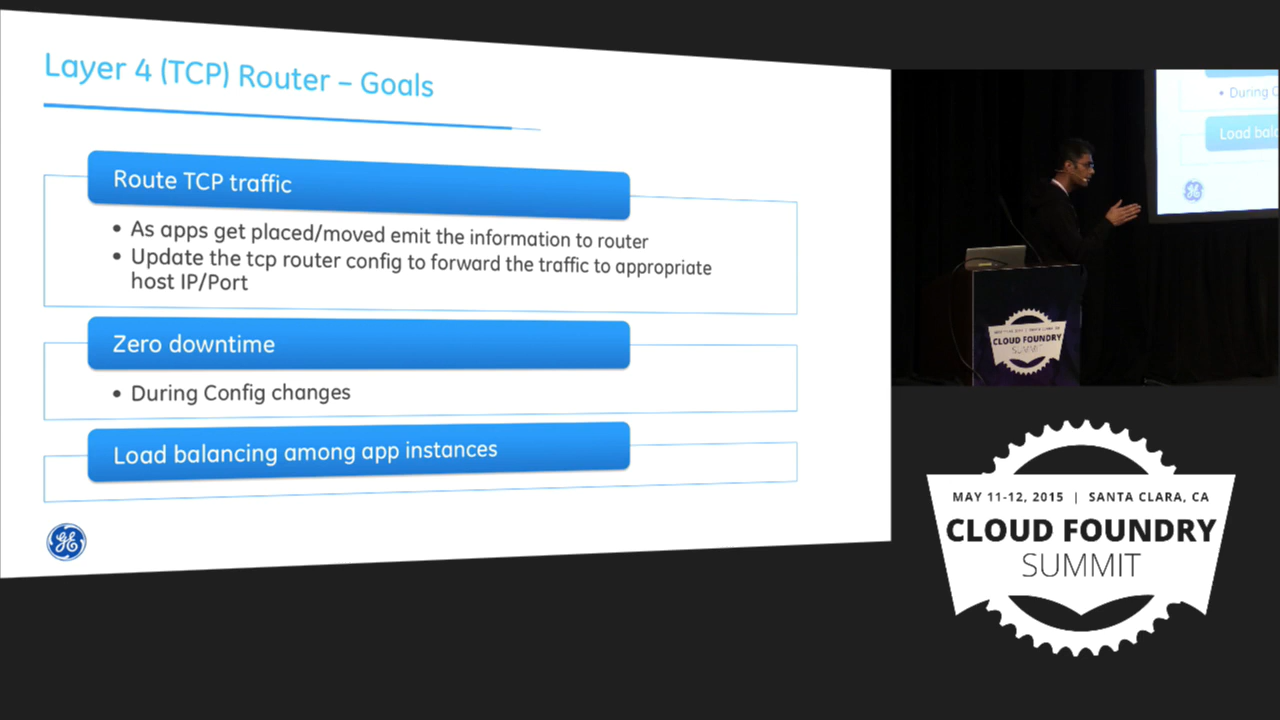 Layer 4 (TCP) Router – Goals
Route TCP traffic
• As apps get placed/moved emit the information to router
• Update the tcp router config to forward the traffic to appropriate
host IP/Port
Zero downtime
• During Config changes
Load balancing among app instances
• During C
Load bal
CLOUD FOUNDRY
SUMMIT
MAY 11-12, 2015 | SANTA CLARA, CA
CLOUD FOUNDRY
SUMMIT